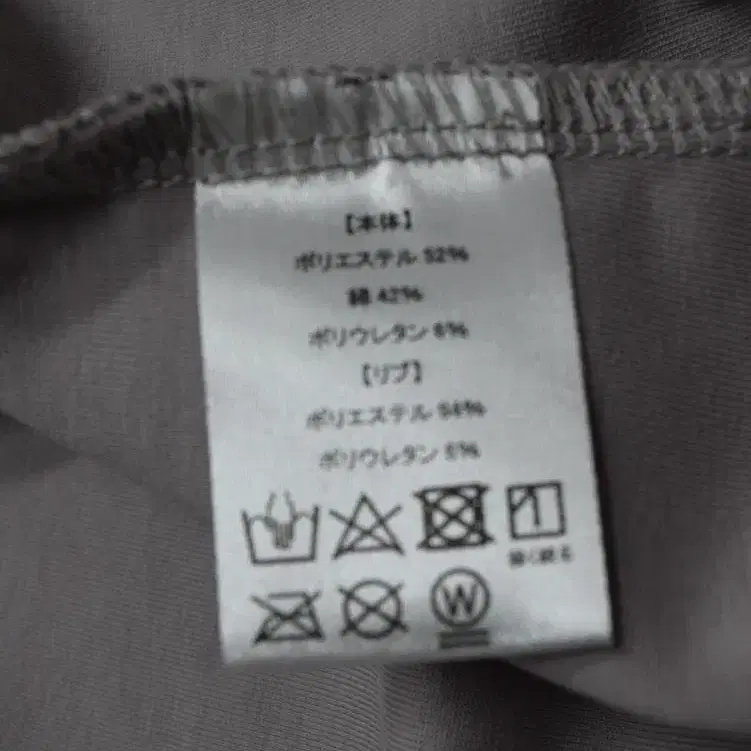 【本体】
ポリエステル 52%
綿 42%
ポリウレタン 6%
【リブ】
ポリエステル 94%
ポリウレタン 6%
弱く絞る
W